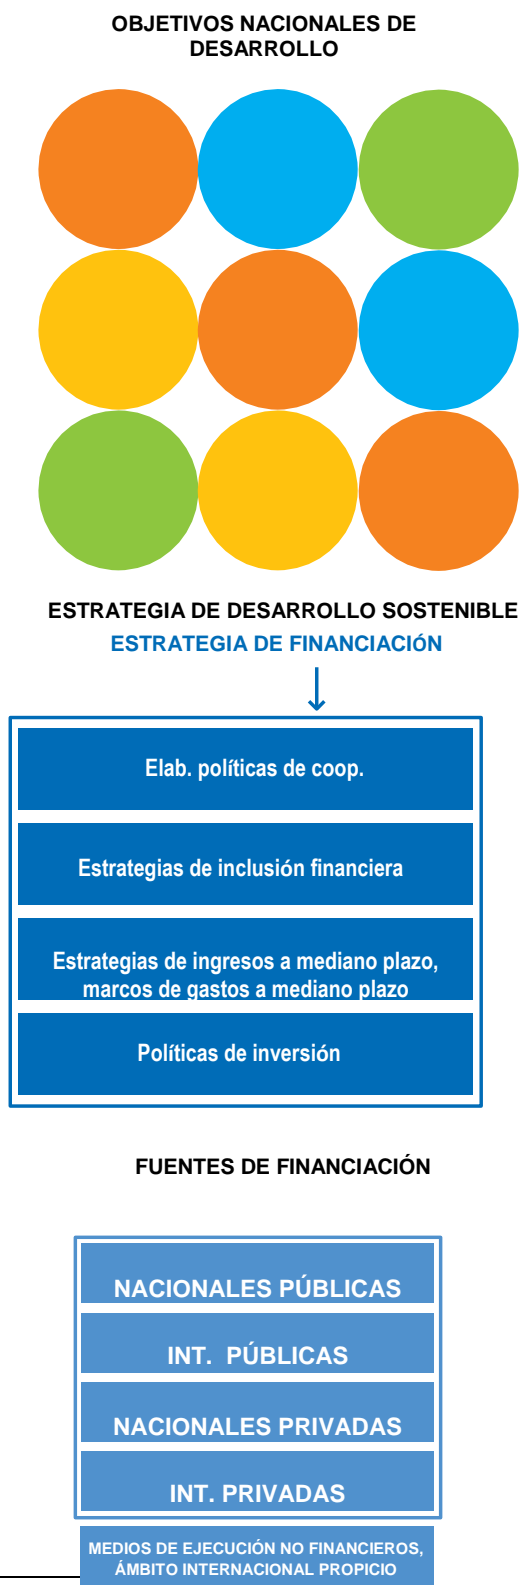 OBJETIVOS NACIONALES DE
DESARROLLO
ESTRATEGIA DE DESARROLLO SOSTENIBLE
ESTRATEGIA DE FINANCIACIÓN
Elab. políticas de coop.
Estrategias de inclusión financiera
Estrategias de ingresos a mediano plazo,
marcos de gastos a mediano plazo
Políticas de inversión
FUENTES DE FINANCIACIÓN
NACIONALES PÚBLICAS
INT. PÚBLICAS
NACIONALES PRIVADAS
INT. PRIVADAS
MEDIOS DE EJECUCIÓN NO FINANCIEROS,
ÁMBITO INTERNACIONAL PROPICIO